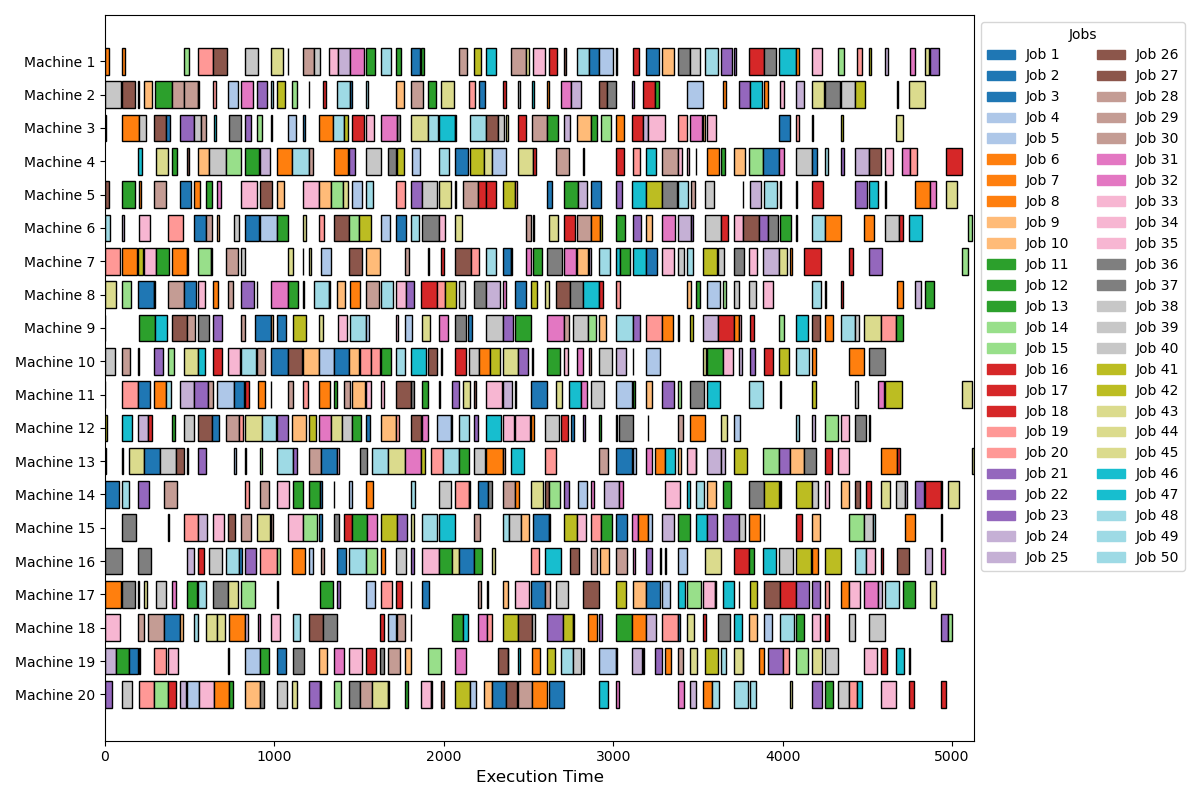 Machine 1
Machine 2
Machine 3
Machine 4
Machine 5
Machine 6
Machine 7
Machine 8
Machine 9
Machine 10
Machine 11
Machine 12
Machine 13
Machine 14
Machine 15
Machine 16
Machine 17
Machine 18
Machine 19
Machine 20
0 1000 2000 3000 4000 5000
Execution Time
Jobs
Job 1 Job 26
Job 2 Job 27
Job 3 Job 28
Job 4 Job 29
Job 5 Job 30
Job 6 Job 31
Job 7 Job 32
Job 8 Job 33
Job 9 Job 34
Job 10 Job 35
Job 11 Job 36
Job 12 Job 37
Job 13 Job 38
Job 14 Job 39
Job 15 Job 40
Job 16 Job 41
Job 17 Job 42
Job 18 Job 43
Job 19 Job 44
Job 20 Job 45
Job 21 Job 46
Job 22 Job 47
Job 23 Job 48
Job 24 Job 49
Job 25 Job 50